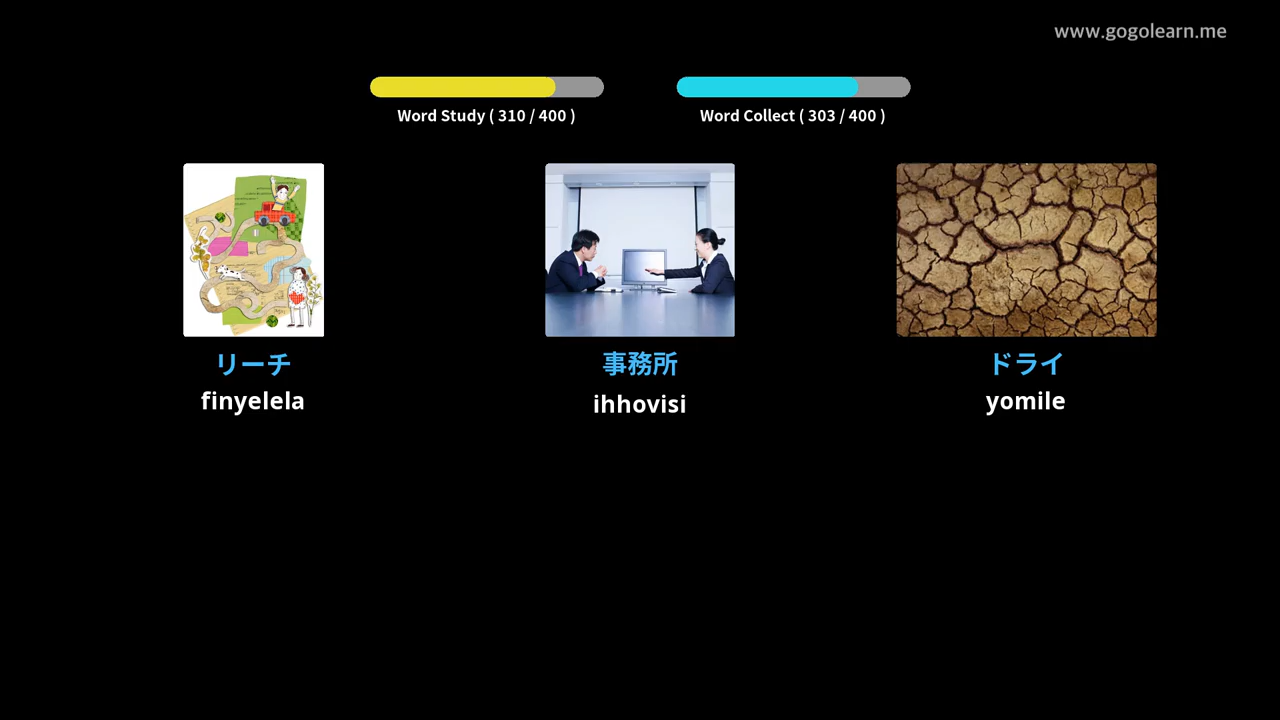 www.gogolearn.me
Word Study ( 310 / 400 )
Word Collect ( 303 / 400 )
リーチ
finyelela
事務所
ihhovisi
ドライ
yomile